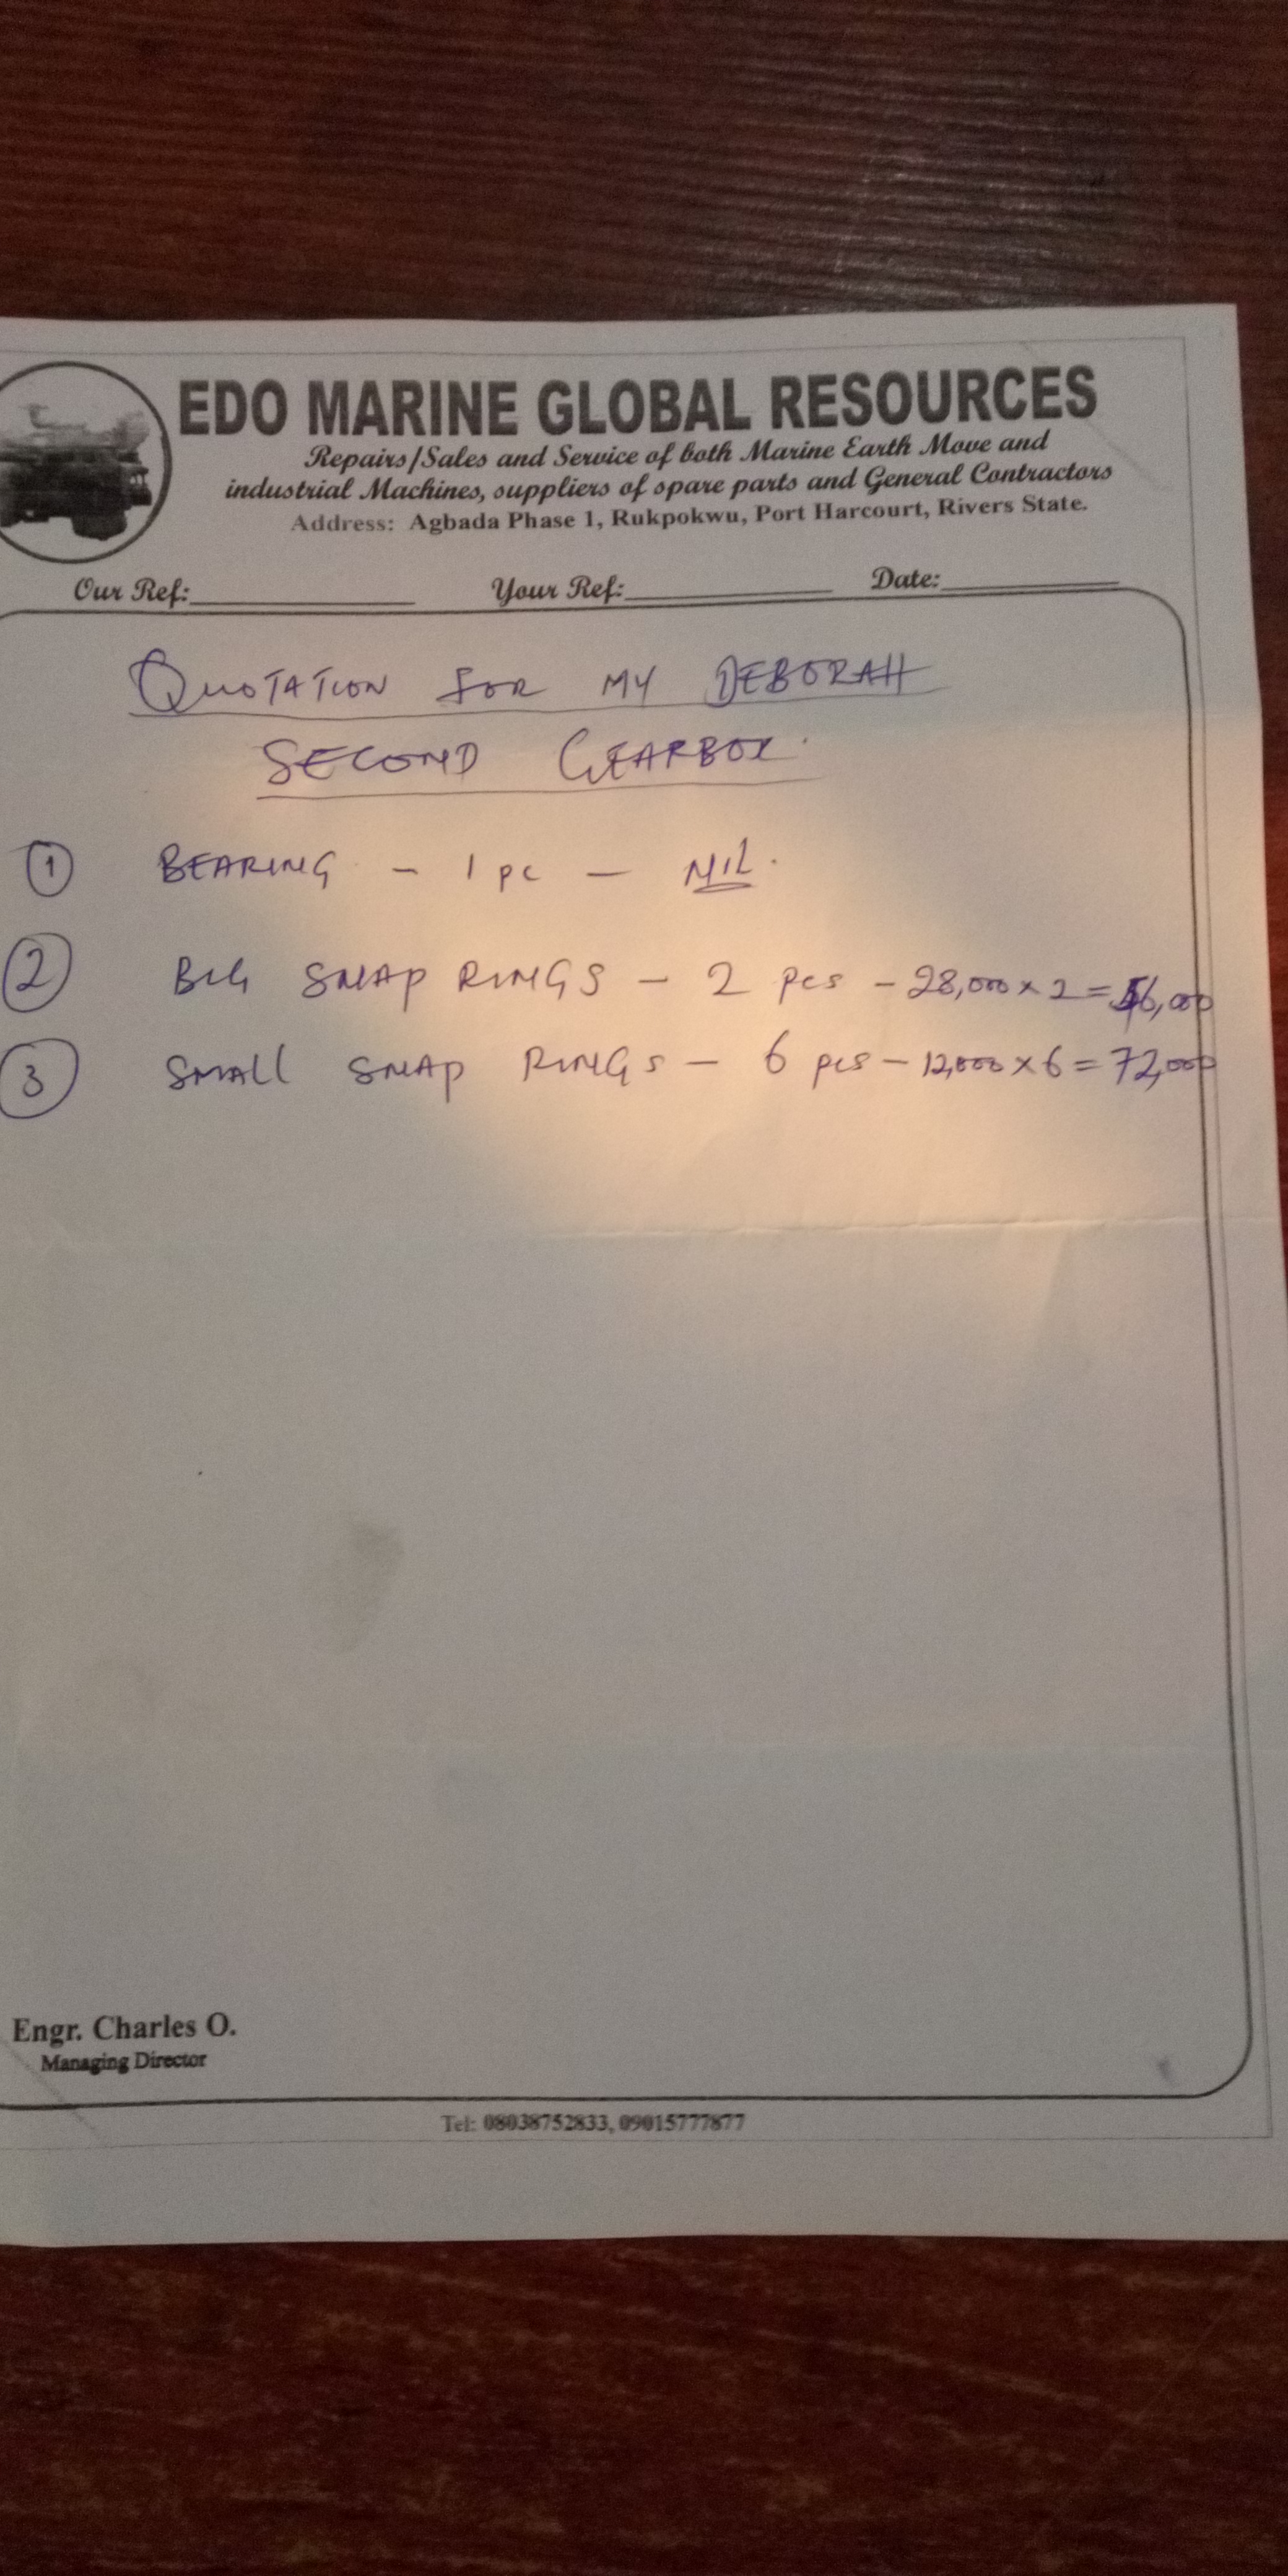 EDO MARINE GLOBAL RESOURCES
Repairs/Sales and Service of both Marine Earth Move and
industrial Machines, suppliers of spare parts and General Contractors
Address: Agbada Phase 1, Rukpokwu, Port Harcourt, Rivers State.
Our Ref: Your Ref: Date:
QUOTATION FOR MY DEBORAH
SECOND GEARBOX.
1 BEARING - 1 pc - NIL.
2 BIG SNAP RINGS - 2 pcs - 28,000 x 2 = 56,000
3 SMALL SNAP RINGS - 6 pcs - 12,000 x 6 = 72,000
Engr. Charles O.
Managing Director
Tel: 08038752833, 09015777877